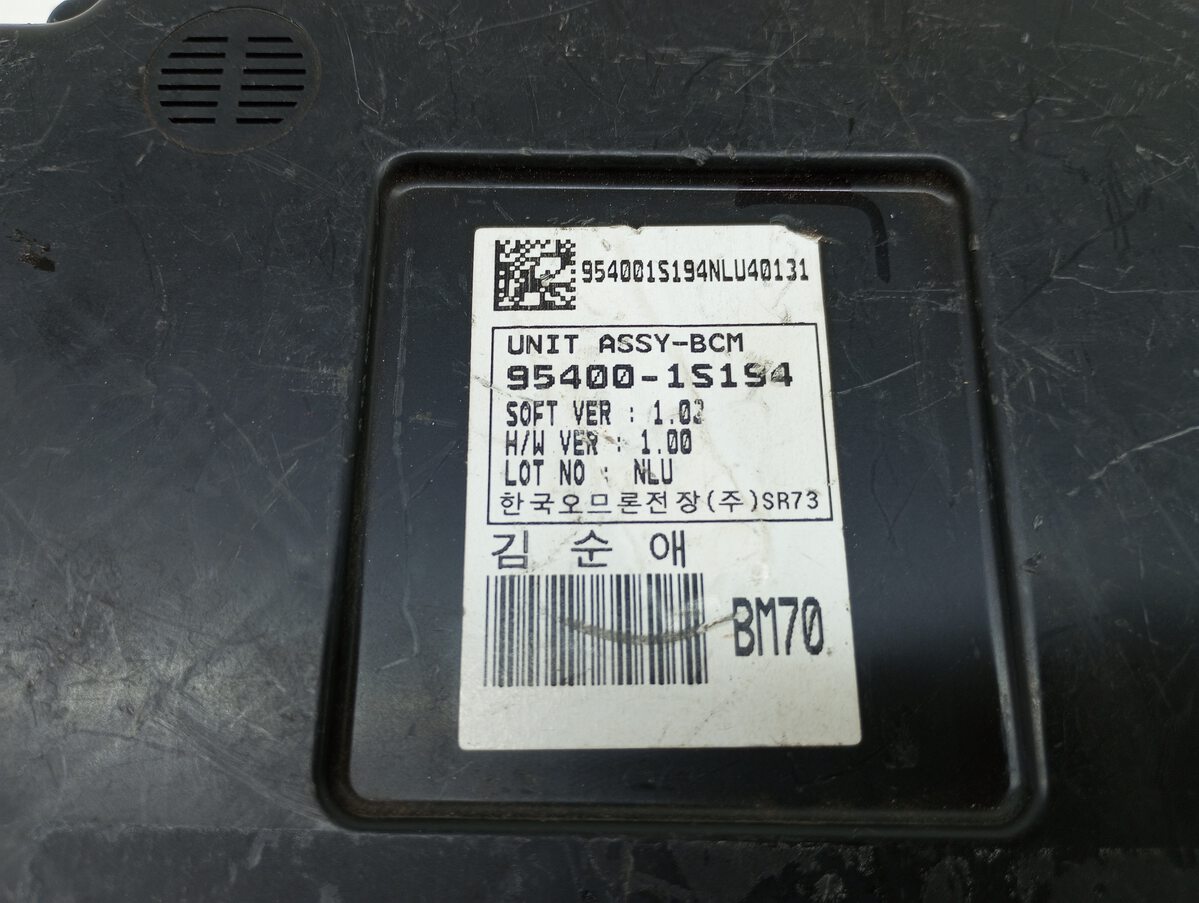 954001S194NLU40131
UNIT ASSY-BCM
95400-1S194
SOFT VER : 1.02
H/W VER : 1.00
LOT NO : NLU
한국오므론전장(주)SR73
김 순 애
BM70